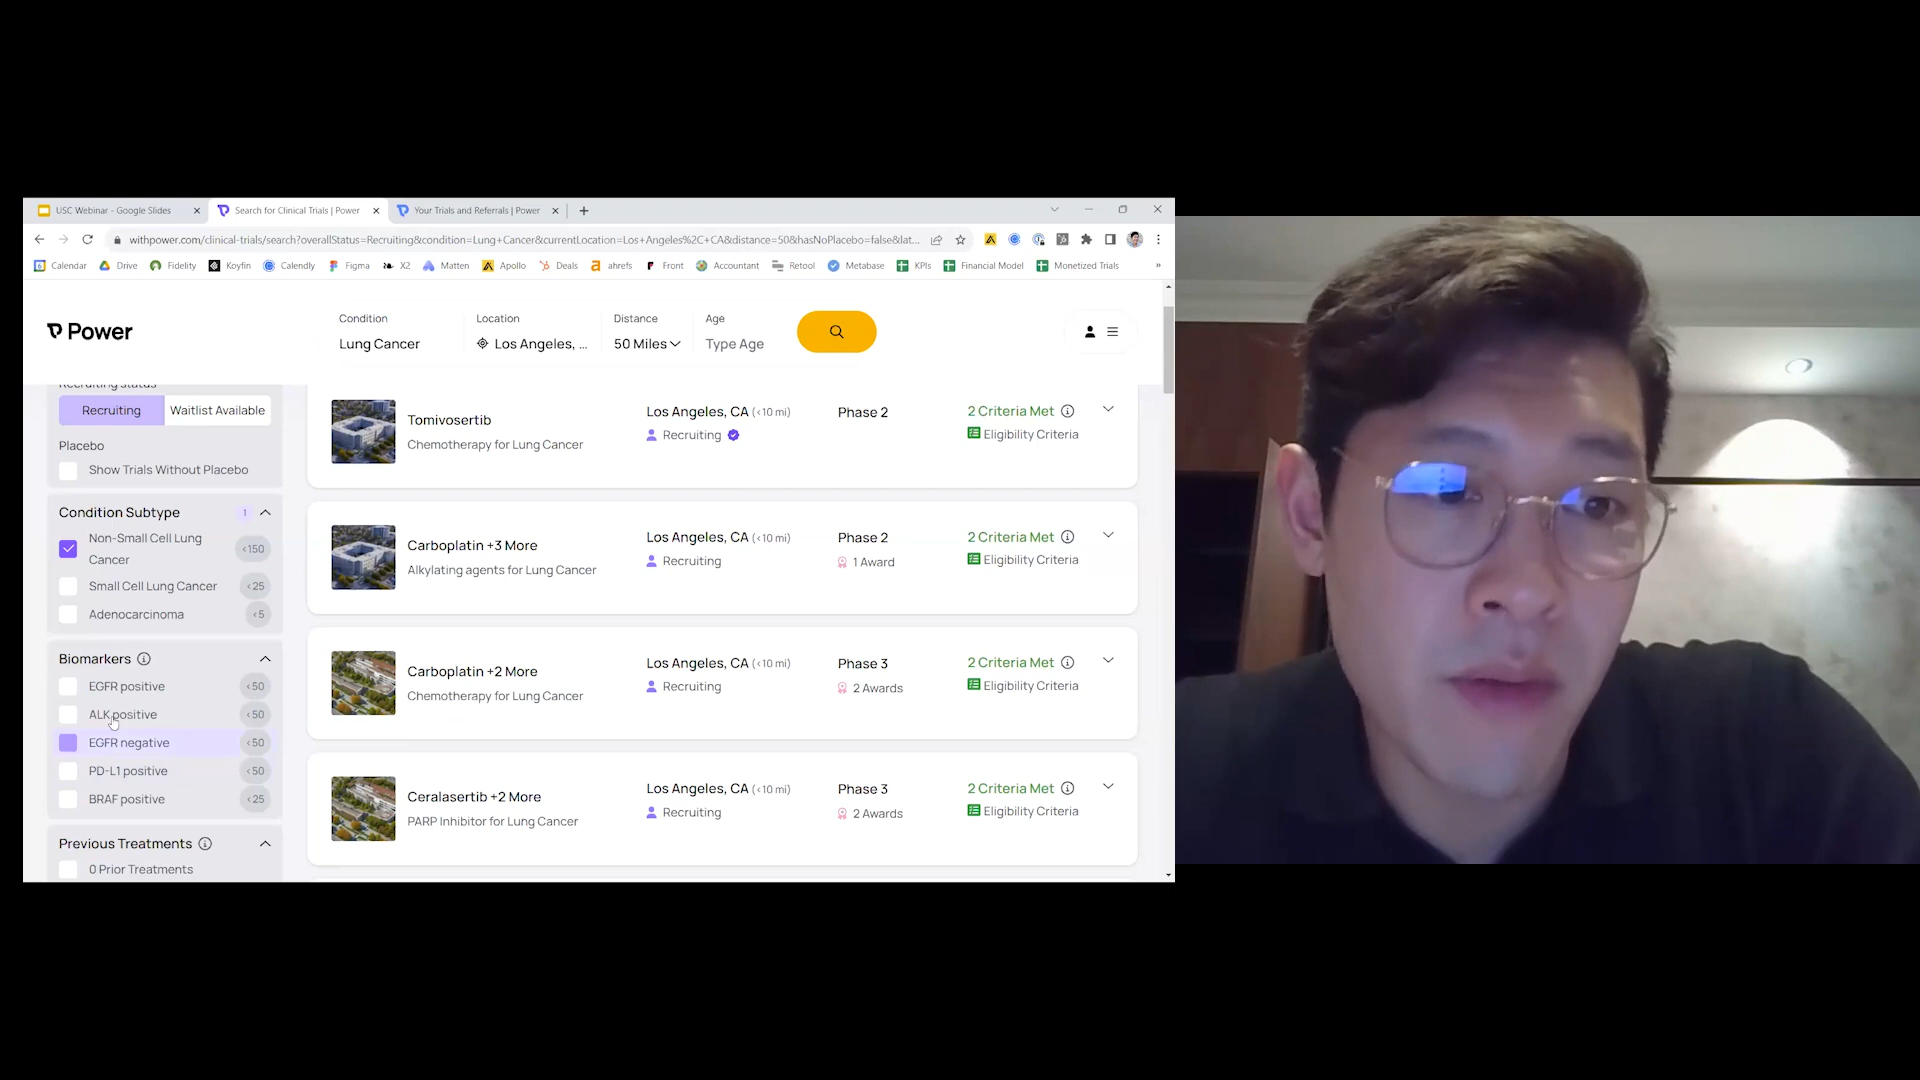 USC Webinar - Google Slides
Search for Clinical Trials | Power
Your Trials and Referrals | Power
withpower.com/clinical-trials/search?overallStatus=Recruiting&condition=Lung+Cancer&currentLocation=Los+Angeles%2C+CA&distance=50&hasNoPlacebo=false&lat...
Calendar
Drive
Fidelity
Koyfin
Calendly
Figma
X2
Matten
Apollo
Deals
ahrefs
Front
Accountant
Retool
Metabase
KPIs
Financial Model
Monetized Trials
»
Power
Condition
Lung Cancer
Location
Los Angeles, ...
Distance
50 Miles
Age
Type Age
Recruiting status
Recruiting
Waitlist Available
Placebo
Show Trials Without Placebo
Condition Subtype
1
Non-Small Cell Lung
Cancer
<150
Small Cell Lung Cancer
<25
Adenocarcinoma
<5
Biomarkers
EGFR positive
<50
ALK positive
<50
EGFR negative
<50
PD-L1 positive
<50
BRAF positive
<25
Previous Treatments
0 Prior Treatments
Tomivosertib
Chemotherapy for Lung Cancer
Los Angeles, CA (<10 mi)
Recruiting
Phase 2
2 Criteria Met
Eligibility Criteria
Carboplatin +3 More
Alkylating agents for Lung Cancer
Los Angeles, CA (<10 mi)
Recruiting
Phase 2
1 Award
2 Criteria Met
Eligibility Criteria
Carboplatin +2 More
Chemotherapy for Lung Cancer
Los Angeles, CA (<10 mi)
Recruiting
Phase 3
2 Awards
2 Criteria Met
Eligibility Criteria
Ceralasertib +2 More
PARP Inhibitor for Lung Cancer
Los Angeles, CA (<10 mi)
Recruiting
Phase 3
2 Awards
2 Criteria Met
Eligibility Criteria